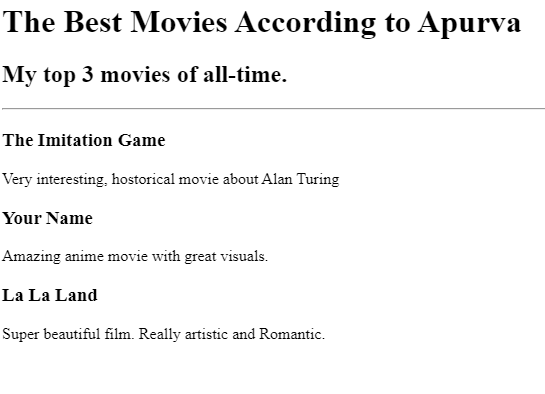 The Best Movies According to Apurva
My top 3 movies of all-time.
The Imitation Game
Very interesting, hostorical movie about Alan Turing
Your Name
Amazing anime movie with great visuals.
La La Land
Super beautiful film. Really artistic and Romantic.